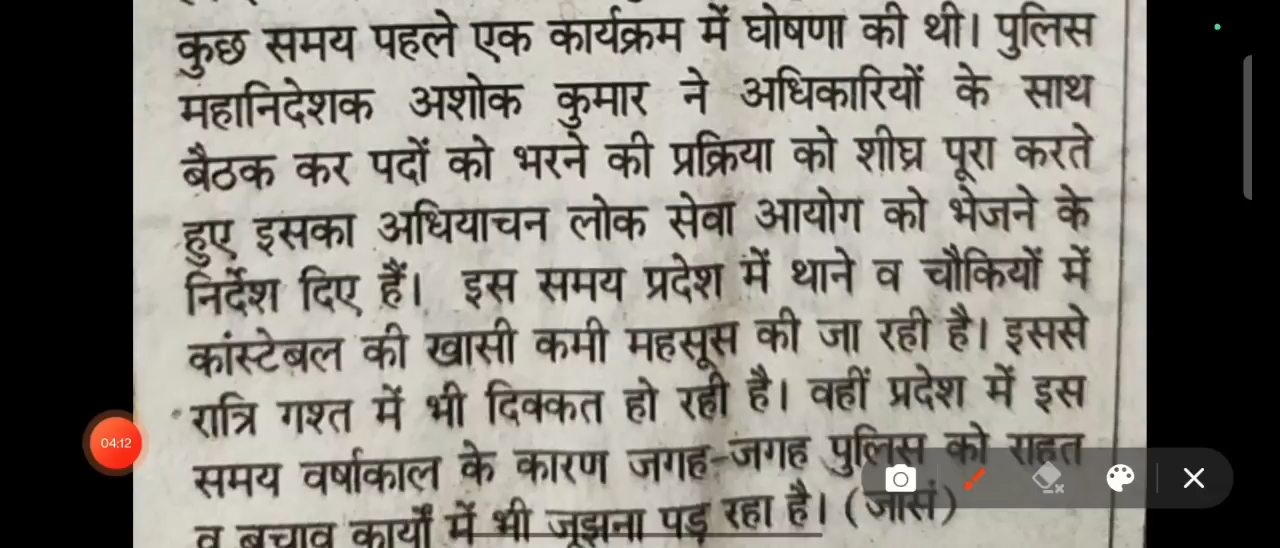 कुछ समय पहले एक कार्यक्रम में घोषणा की थी। पुलिस
महानिदेशक अशोक कुमार ने अधिकारियों के साथ
बैठक कर पदों को भरने की प्रक्रिया को शीघ्र पूरा करते
हुए इसका अधियाचन लोक सेवा आयोग को भेजने के
निर्देश दिए हैं। इस समय प्रदेश में थाने व चौकियों में
कांस्टेबल की खासी कमी महसूस की जा रही है। इससे
रात्रि गश्त में भी दिक्कत हो रही है। वहीं प्रदेश में इस
04:12
समय वर्षाकाल के कारण जगह-जगह पुलिस को राहत
व बचाव कार्यों में भी जूझना पड़ रहा है। (जासं)